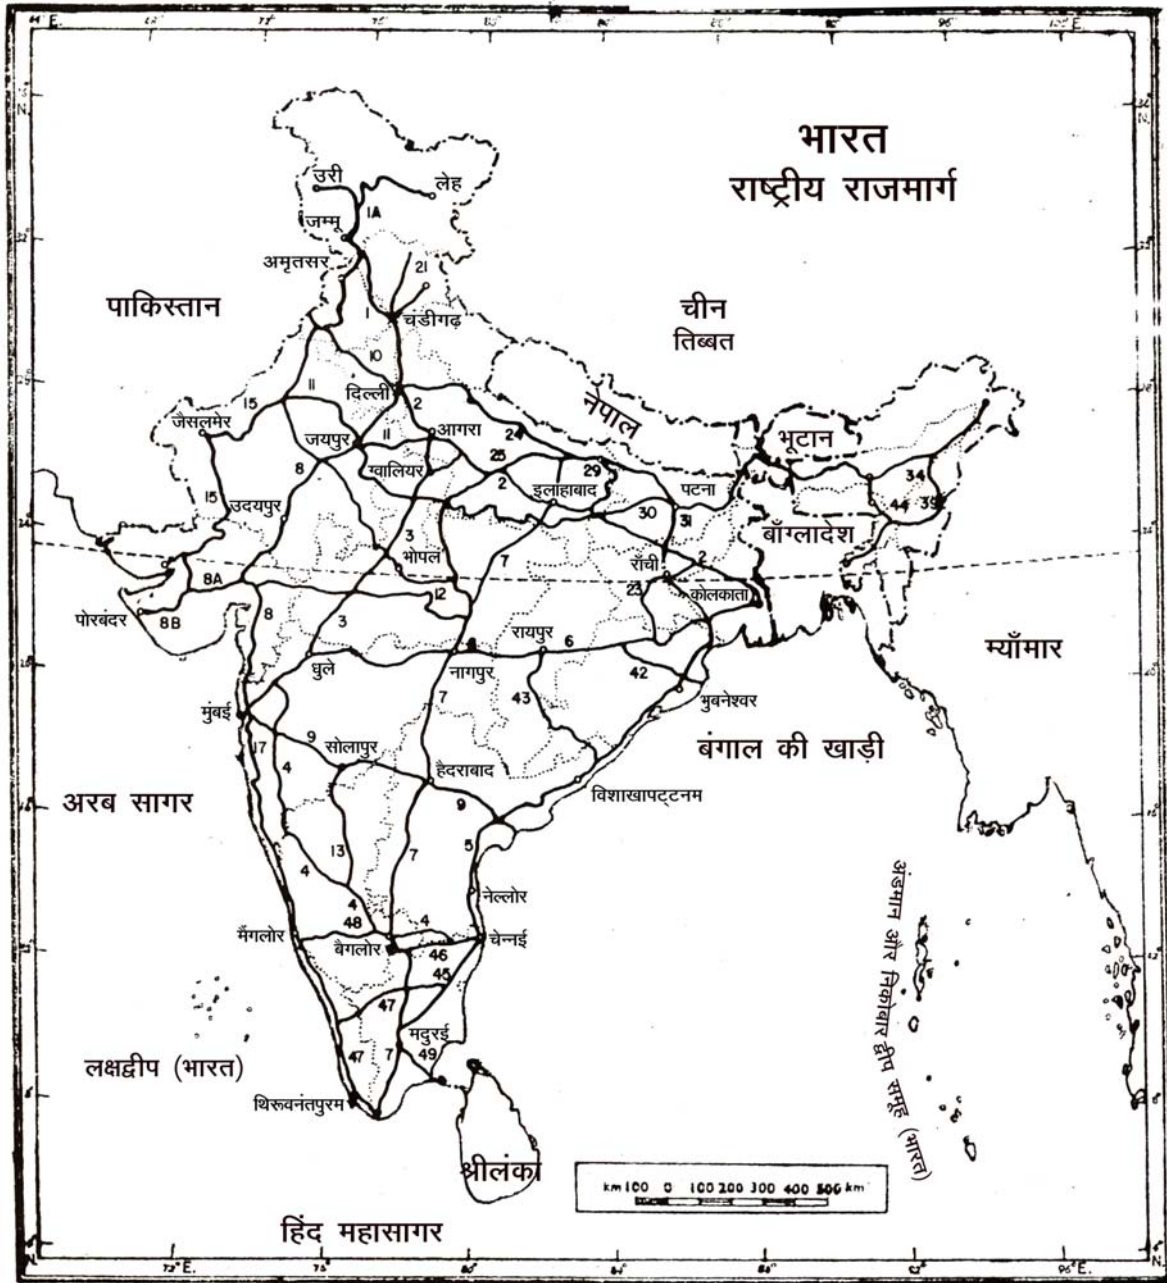 भारत
राष्ट्रीय राजमार्ग
उरी
लेह
1A
जम्मू
अमृतसर
21
पाकिस्तान
चीन
तिब्बत
1
चंडीगढ़
10
दिल्ली
2
नेपाल
11
15
जैसलमेर
जयपुर
11
आगरा
24
भूटान
8
ग्वालियर
25
29
34
15
उदयपुर
2
इलाहाबाद
पटना
30
31
44
39
बाँग्लादेश
3
भोपल
7
राँची
2
8A
12
23
कोलकाता
पोरबंदर
8B
8
3
रायपुर
6
म्याँमार
धुले
नागपुर
42
7
43
भुबनेश्वर
मुंबई
17
9
सोलापुर
बंगाल की खाड़ी
4
हैदराबाद
अरब सागर
9
विशाखापट्टनम
13
7
5
4
नेल्लोर
4
48
4
मैंगलोर
बैगलोर
चेन्नई
46
45
47
अंडमान और निकोबार द्वीप समूह (भारत)
मदुरई
47
7
49
लक्षद्वीप (भारत)
थिरूवनंतपुरम
श्रीलंका
km 100 0 100 200 300 400 500 km
हिंद महासागर